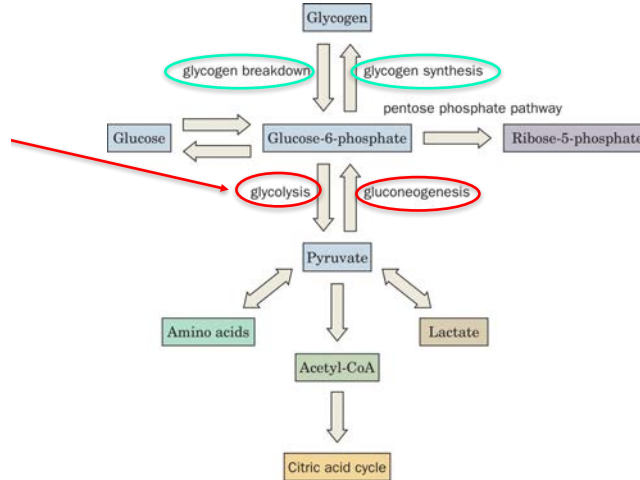 Glycogen
glycogen breakdown
glycogen synthesis
pentose phosphate pathway
Glucose
Glucose-6-phosphate
Ribose-5-phosphate
glycolysis
gluconeogenesis
Pyruvate
Amino acids
Lactate
Acetyl-CoA
Citric acid cycle